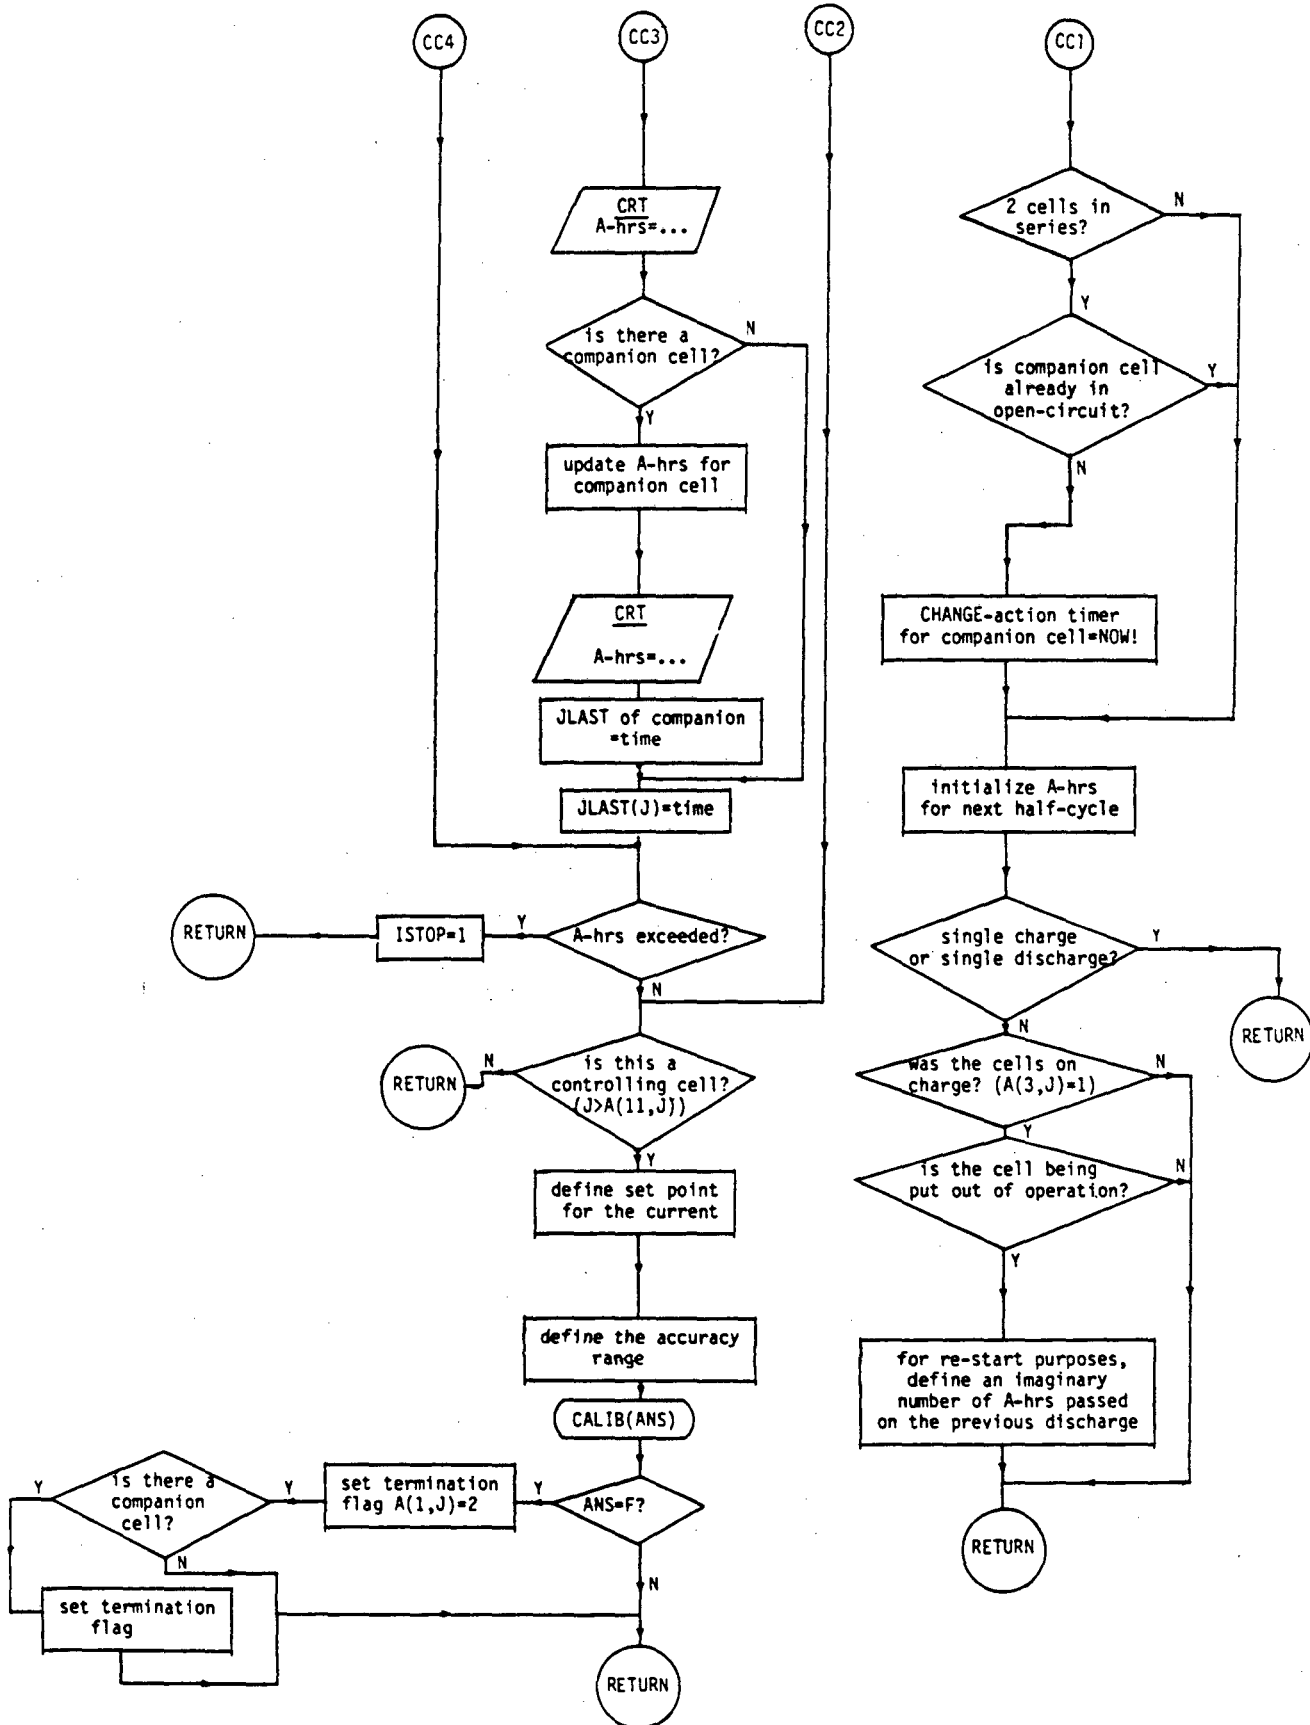 CC4
CC3
CC2
CC1
CRT
A-hrs=...
is there a
companion cell?
N
Y
update A-hrs for
companion cell
CRT
A-hrs=...
JLAST of companion
=time
JLAST(J)=time
A-hrs exceeded?
Y
ISTOP=1
RETURN
N
is this a
controlling cell?
(J>A(11,J))
N
RETURN
Y
define set point
for the current
define the accuracy
range
CALIB(ANS)
ANS=F?
Y
set termination
flag A(1,J)=2
is there a
companion
cell?
Y
N
set termination
flag
N
RETURN
2 cells in
series?
N
Y
is companion cell
already in
open-circuit?
Y
N
CHANGE-action timer
for companion cell=NOW!
initialize A-hrs
for next half-cycle
single charge
or single discharge?
Y
RETURN
N
was the cells on
charge? (A(3,J)=1)
N
Y
is the cell being
put out of operation?
N
Y
for re-start purposes,
define an imaginary
number of A-hrs passed
on the previous discharge
RETURN